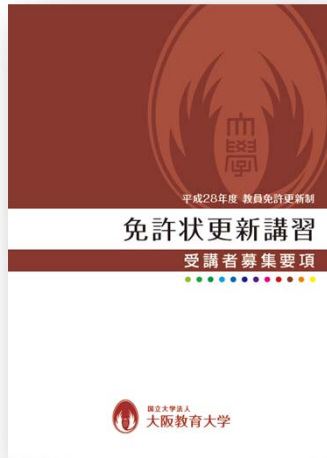 大學
平成28年度 教員免許更新制
免許状更新講習
受講者募集要項
国立大学法人
大阪教育大学